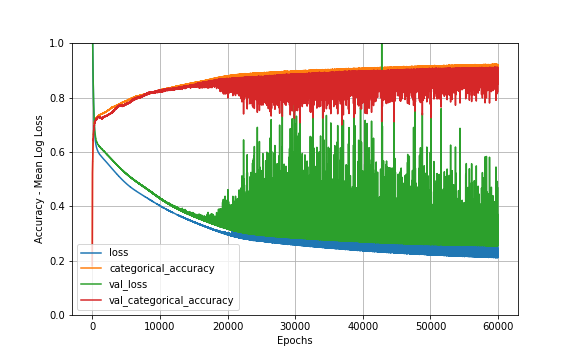 1.0
0.8
0.6
0.4
0.2
0.0
Accuracy - Mean Log Loss
loss
categorical_accuracy
val_loss
val_categorical_accuracy
0 10000 20000 30000 40000 50000 60000
Epochs